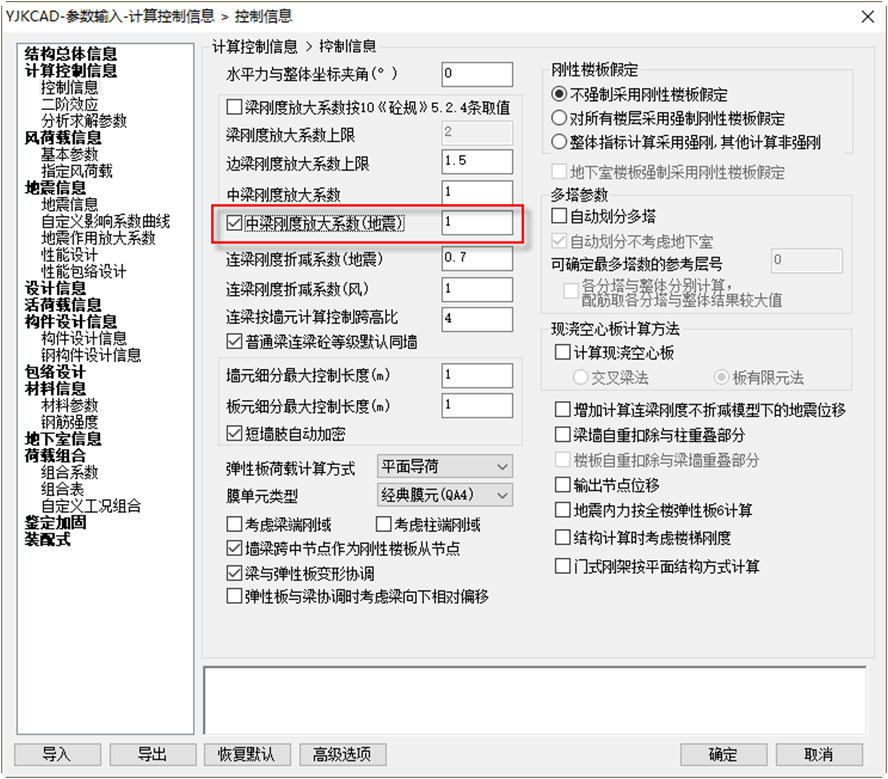 YJKCAD-参数输入-计算控制信息 > 控制信息
结构总体信息
计算控制信息
控制信息
二阶效应
分析求解参数
风荷载信息
基本参数
指定风荷载
地震信息
地震信息
自定义影响系数曲线
地震作用放大系数
性能设计
性能包络设计
设计信息
活荷载信息
构件设计信息
构件设计信息
钢构件设计信息
包络设计
材料信息
材料参数
钢筋强度
地下室信息
荷载组合
组合系数
组合表
自定义工况组合
鉴定加固
装配式
计算控制信息 > 控制信息
水平力与整体坐标夹角(°) 0
梁刚度放大系数按10《砼规》5.2.4条取值
梁刚度放大系数上限 2
边梁刚度放大系数上限 1.5
中梁刚度放大系数 1
中梁刚度放大系数(地震) 1
连梁刚度折减系数(地震) 0.7
连梁刚度折减系数(风) 1
连梁按墙元计算控制跨高比 4
普通梁连梁砼等级默认同墙
墙元细分最大控制长度(m) 1
板元细分最大控制长度(m) 1
短墙肢自动加密
弹性板荷载计算方式 平面导荷
膜单元类型 经典膜元(QA4)
考虑梁端刚域 考虑柱端刚域
墙梁跨中节点作为刚性楼板从节点
梁与弹性板变形协调
弹性板与梁协调时考虑梁向下相对偏移
刚性楼板假定
不强制采用刚性楼板假定
对所有楼层采用强制刚性楼板假定
整体指标计算采用强刚,其他计算非强刚
地下室楼板强制采用刚性楼板假定
多塔参数
自动划分多塔
自动划分不考虑地下室
可确定最多塔数的参考层号 0
各分塔与整体分别计算,
配筋取各分塔与整体结果较大值
现浇空心板计算方法
计算现浇空心板
交叉梁法 板有限元法
增加计算连梁刚度不折减模型下的地震位移
梁墙自重扣除与柱重叠部分
楼板自重扣除与梁墙重叠部分
输出节点位移
地震内力按全楼弹性板6计算
结构计算时考虑楼梯刚度
门式刚架按平面结构方式计算
导入 导出 恢复默认 高级选项 确定 取消